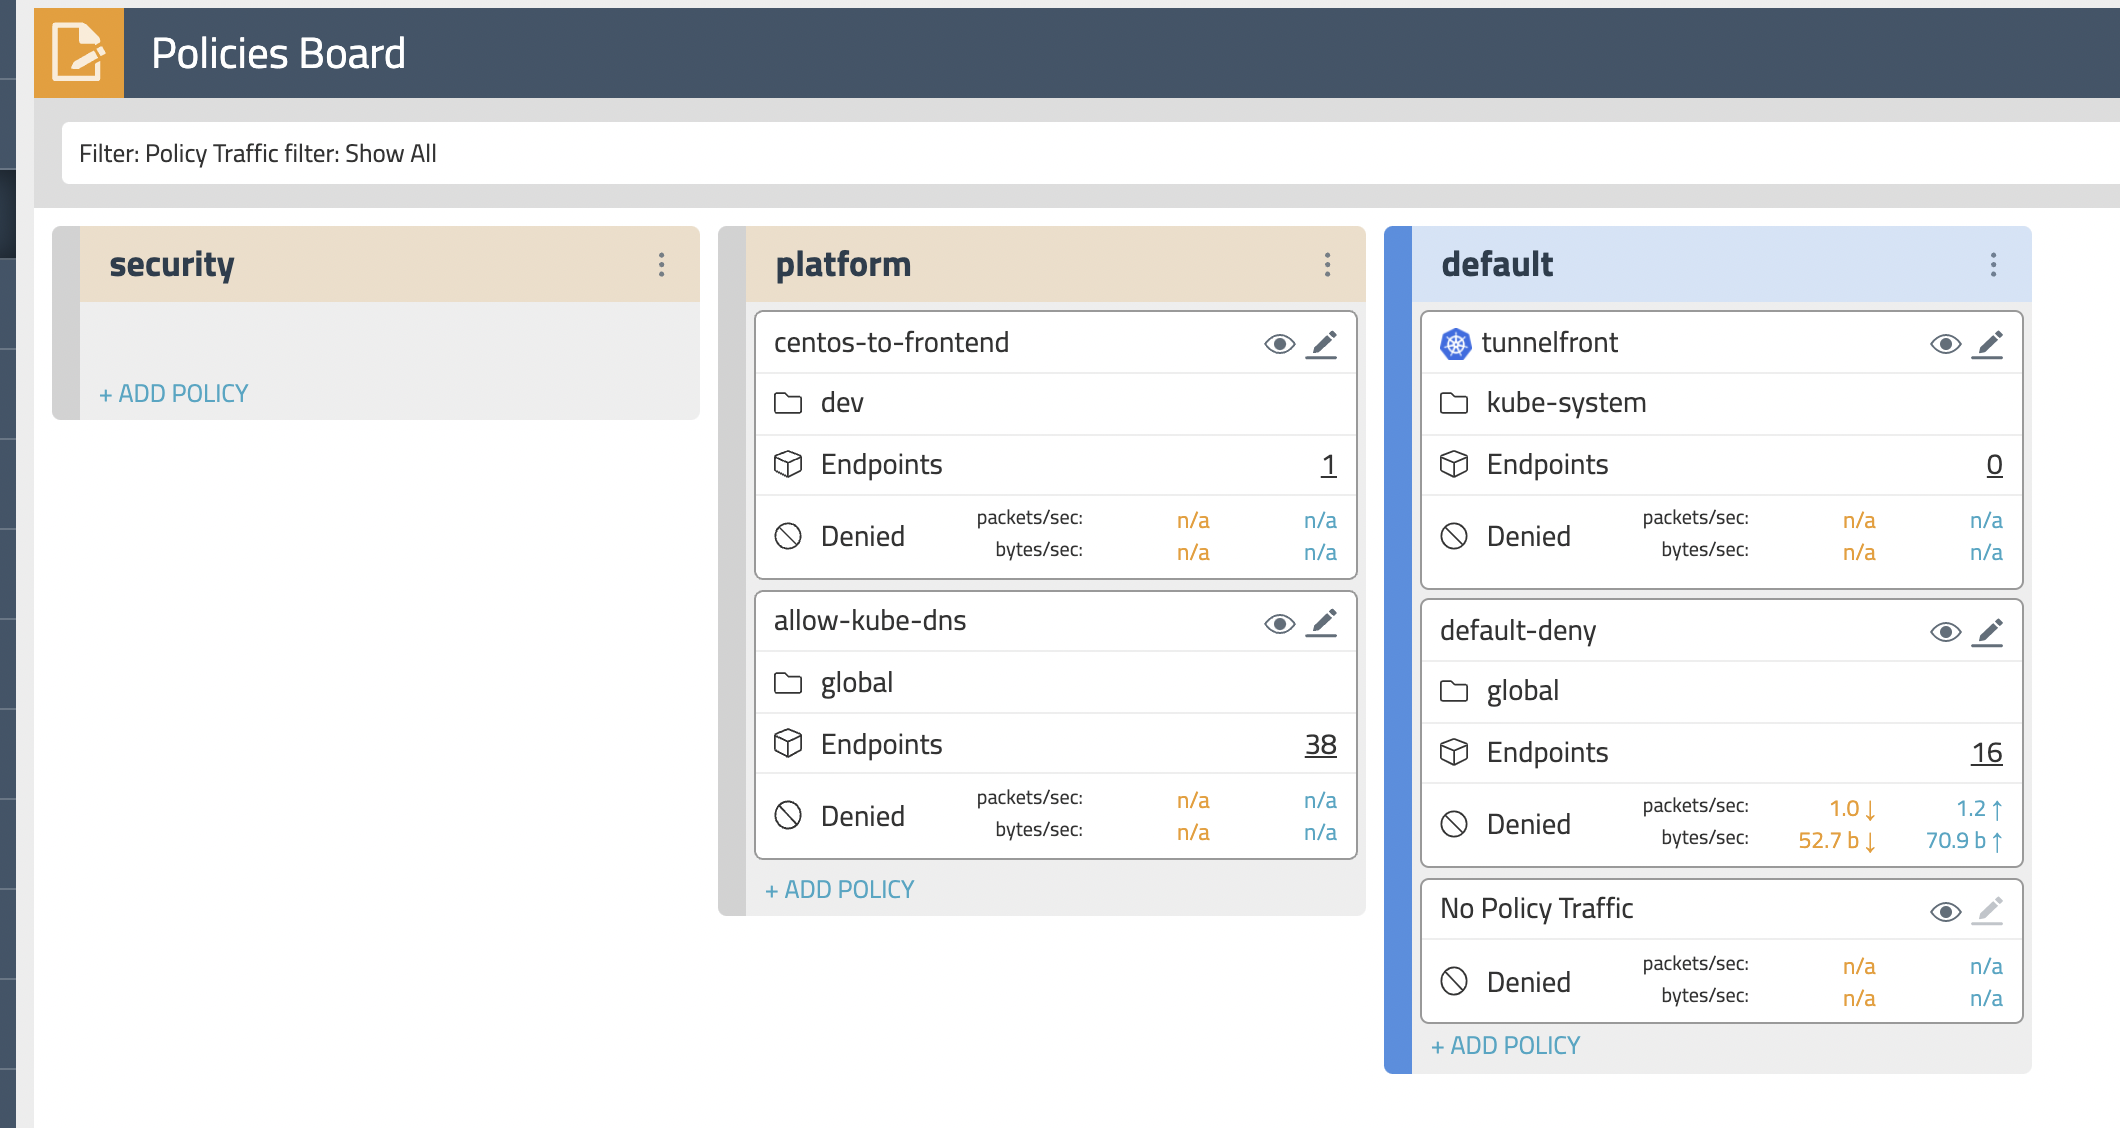 Policies Board
Filter: Policy Traffic filter: Show All
security
+ ADD POLICY
platform
centos-to-frontend
dev
Endpoints 1
Denied packets/sec: n/a n/a
bytes/sec: n/a n/a
allow-kube-dns
global
Endpoints 38
Denied packets/sec: n/a n/a
bytes/sec: n/a n/a
+ ADD POLICY
default
tunnelfront
kube-system
Endpoints 0
Denied packets/sec: n/a n/a
bytes/sec: n/a n/a
default-deny
global
Endpoints 16
Denied packets/sec: 1.0 ↓ 1.2 ↑
bytes/sec: 52.7 b ↓ 70.9 b ↑
No Policy Traffic
Denied packets/sec: n/a n/a
bytes/sec: n/a n/a
+ ADD POLICY